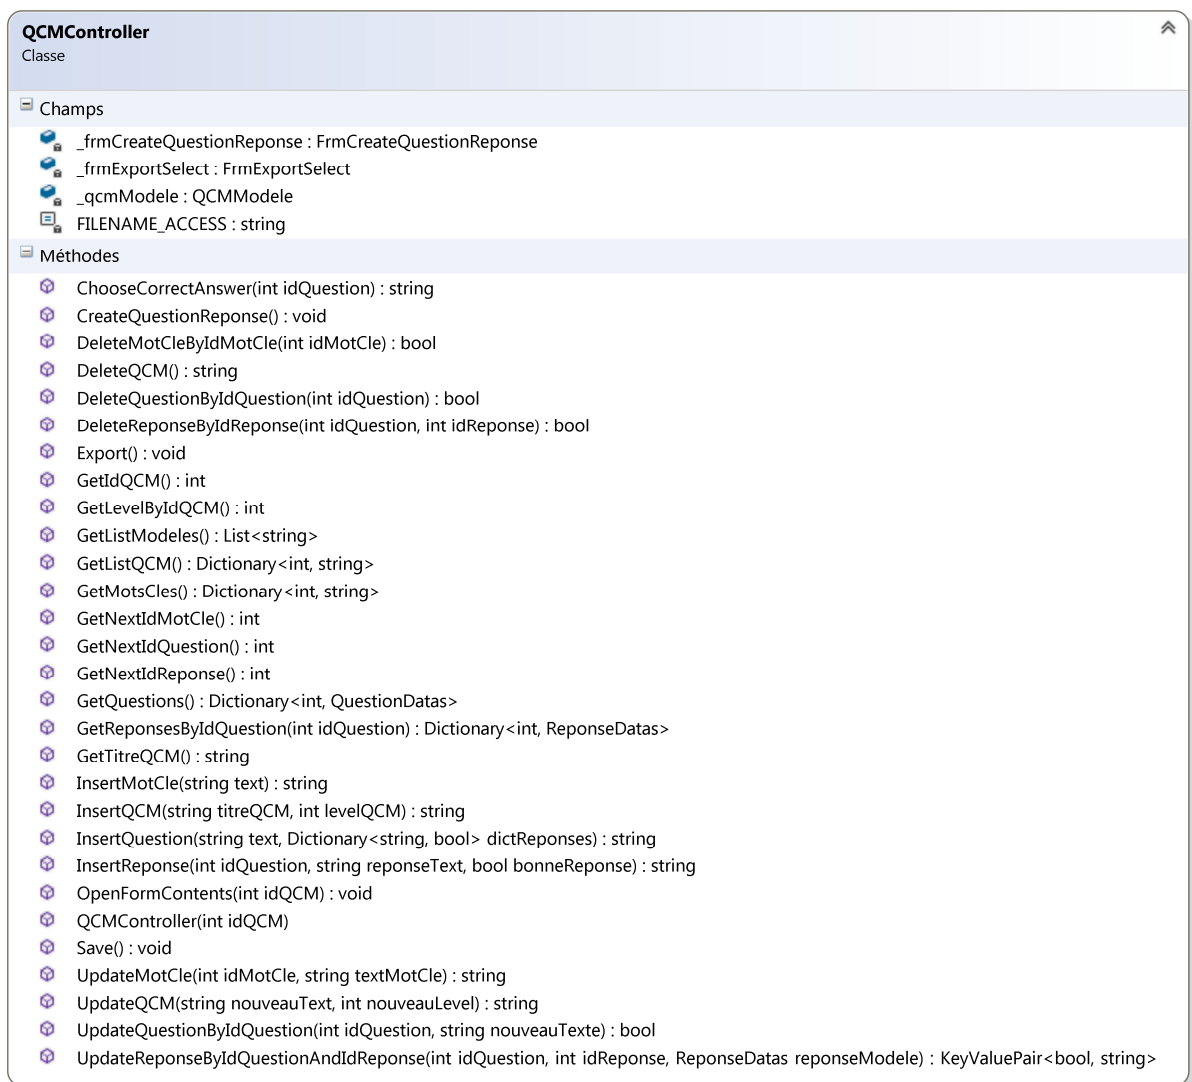 QCMController
Classe
Champs
_frmCreateQuestionReponse : FrmCreateQuestionReponse
_frmExportSelect : FrmExportSelect
_qcmModele : QCMModele
FILENAME_ACCESS : string
Méthodes
ChooseCorrectAnswer(int idQuestion) : string
CreateQuestionReponse() : void
DeleteMotCleByIdMotCle(int idMotCle) : bool
DeleteQCM() : string
DeleteQuestionByIdQuestion(int idQuestion) : bool
DeleteReponseByIdReponse(int idQuestion, int idReponse) : bool
Export() : void
GetIdQCM() : int
GetLevelByIdQCM() : int
GetListModeles() : List<string>
GetListQCM() : Dictionary<int, string>
GetMotsCles() : Dictionary<int, string>
GetNextIdMotCle() : int
GetNextIdQuestion() : int
GetNextIdReponse() : int
GetQuestions() : Dictionary<int, QuestionDatas>
GetReponsesByIdQuestion(int idQuestion) : Dictionary<int, ReponseDatas>
GetTitreQCM() : string
InsertMotCle(string text) : string
InsertQCM(string titreQCM, int levelQCM) : string
InsertQuestion(string text, Dictionary<string, bool> dictReponses) : string
InsertReponse(int idQuestion, string reponseText, bool bonneReponse) : string
OpenFormContents(int idQCM) : void
QCMController(int idQCM)
Save() : void
UpdateMotCle(int idMotCle, string textMotCle) : string
UpdateQCM(string nouveauText, int nouveauLevel) : string
UpdateQuestionByIdQuestion(int idQuestion, string nouveauTexte) : bool
UpdateReponseByIdQuestionAndIdReponse(int idQuestion, int idReponse, ReponseDatas reponseModele) : KeyValuePair<bool, string>